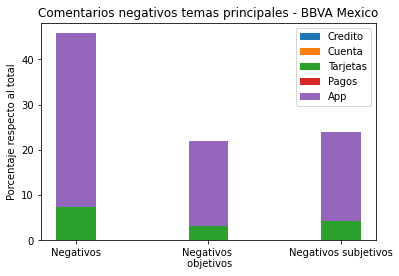 Comentarios negativos temas principales - BBVA Mexico
Porcentaje respecto al total
40
30
20
10
0
Credito
Cuenta
Tarjetas
Pagos
App
Negativos
Negativos
objetivos
Negativos subjetivos